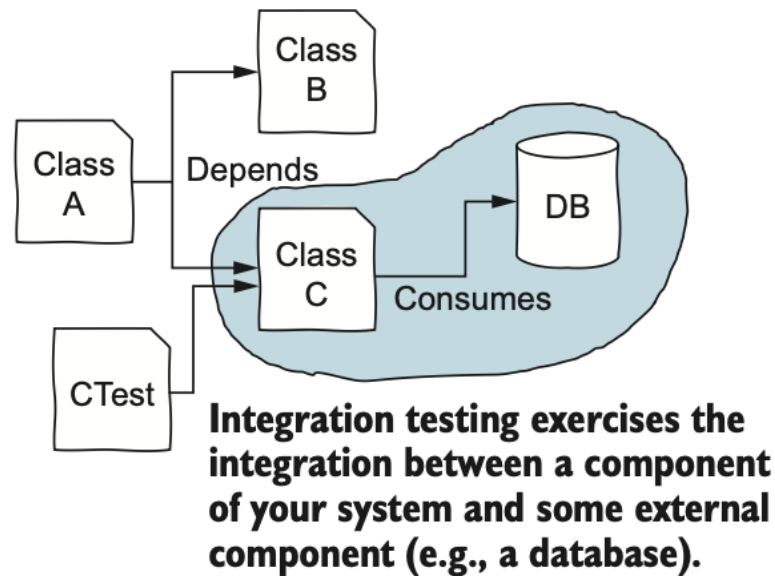 Class
B
Class
A
Depends
DB
Class
C
Consumes
CTest
Integration testing exercises the
integration between a component
of your system and some external
component (e.g., a database).